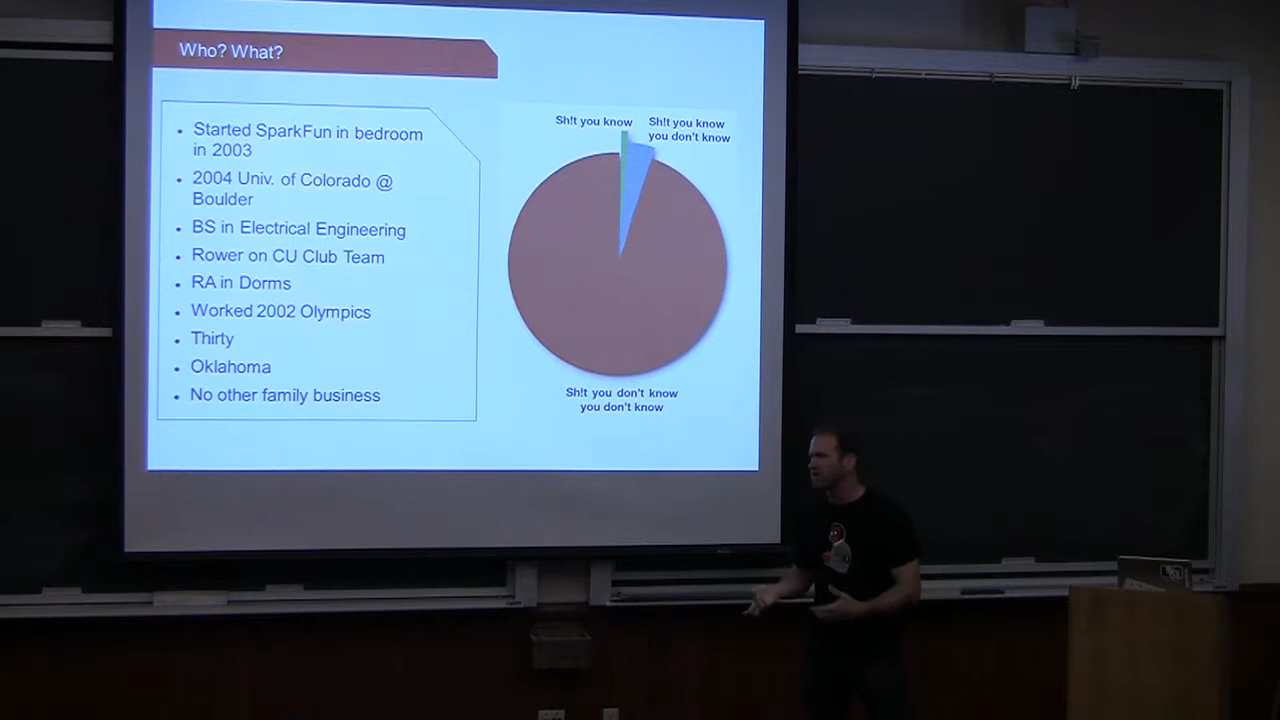 Who? What?
Started SparkFun in bedroom
in 2003
2004 Univ. of Colorado @
Boulder
BS in Electrical Engineering
Rower on CU Club Team
RA in Dorms
Worked 2002 Olympics
Thirty
Oklahoma
No other family business
Sh!t you know
Sh!t you know
you don't know
Sh!t you don't know
you don't know